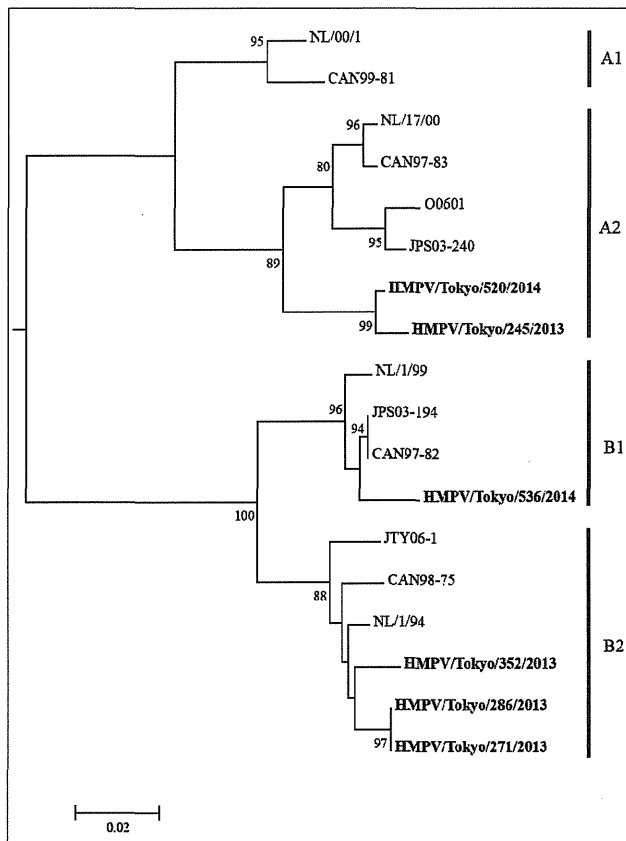 NL/00/1
95
A1
CAN99-81
NL/17/00
96
CAN97-83
80
O0601
A2
95
JPS03-240
89
HMPV/Tokyo/520/2014
99
HMPV/Tokyo/245/2013
NL/1/99
96
JPS03-194
94
CAN97-82
B1
HMPV/Tokyo/536/2014
100
JTY06-1
CAN98-75
88
NL/1/94
B2
HMPV/Tokyo/352/2013
HMPV/Tokyo/286/2013
97
HMPV/Tokyo/271/2013
0.02